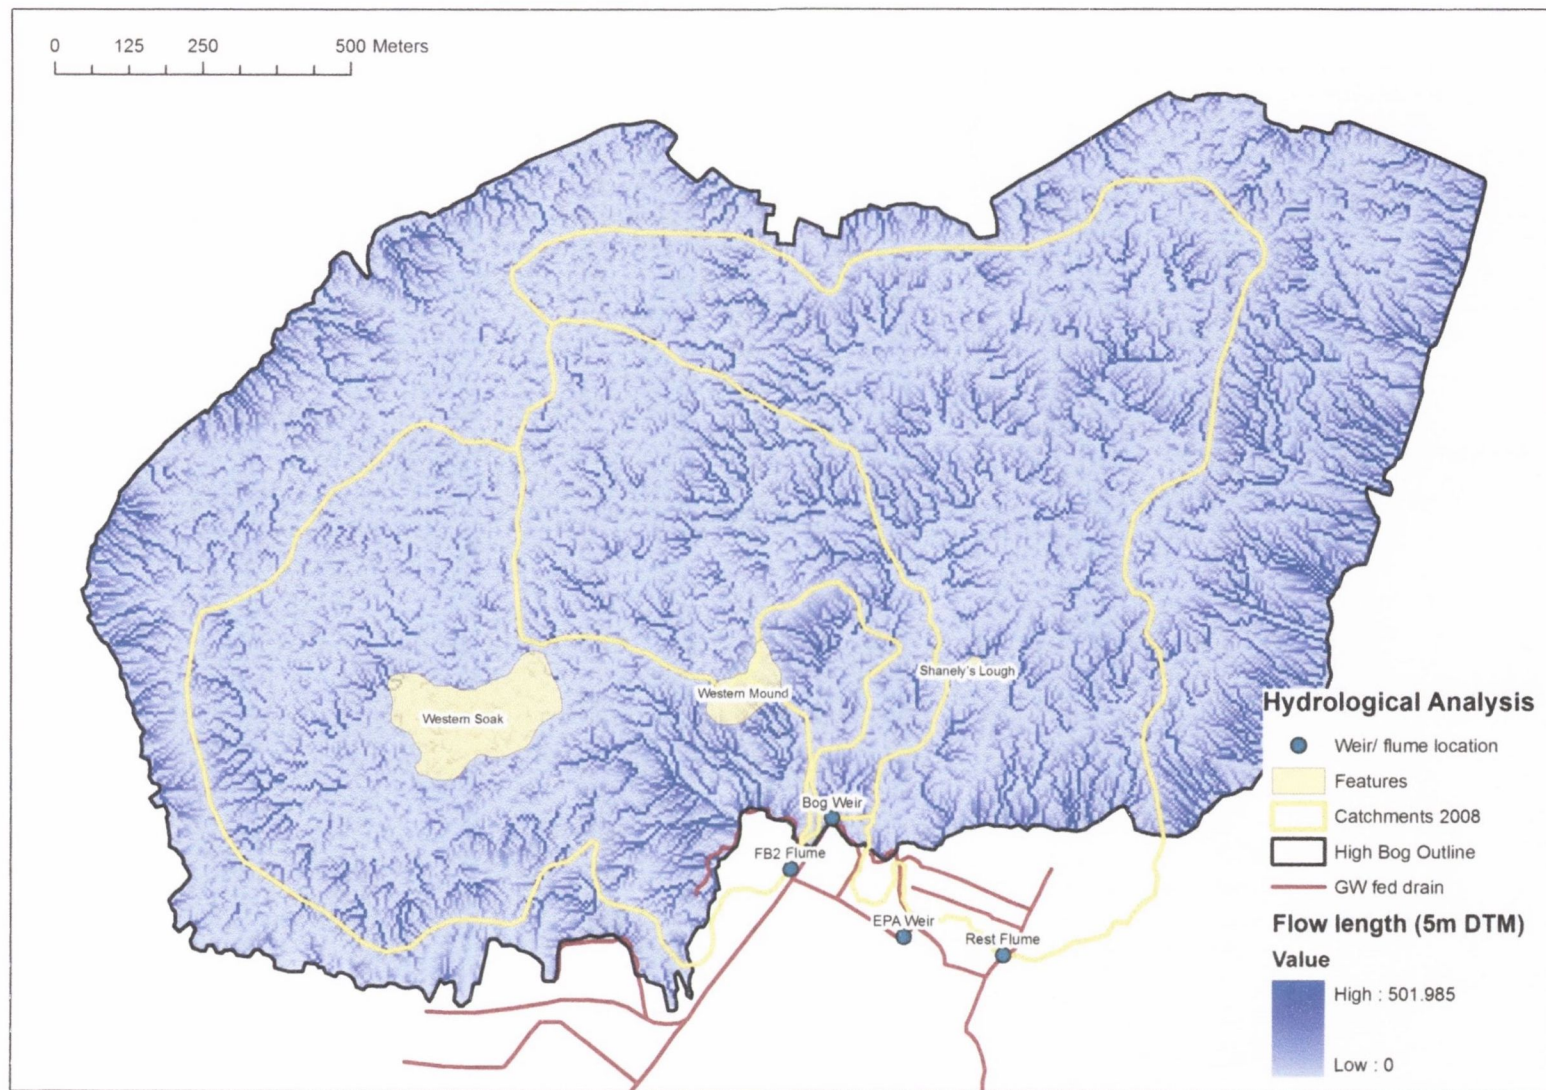 0 125 250 500 Meters
Western Soak
Western Mound
Shanely's Lough
Bog Weir
FB2 Flume
EPA Weir
Rest Flume
Hydrological Analysis
Weir/ flume location
Features
Catchments 2008
High Bog Outline
GW fed drain
Flow length (5m DTM)
Value
High : 501.985
Low : 0